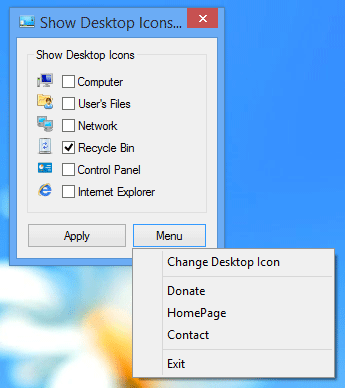 Show Desktop Icons...
Show Desktop Icons
Computer
User's Files
Network
Recycle Bin
Control Panel
Internet Explorer
Apply
Menu
Change Desktop Icon
Donate
HomePage
Contact
Exit